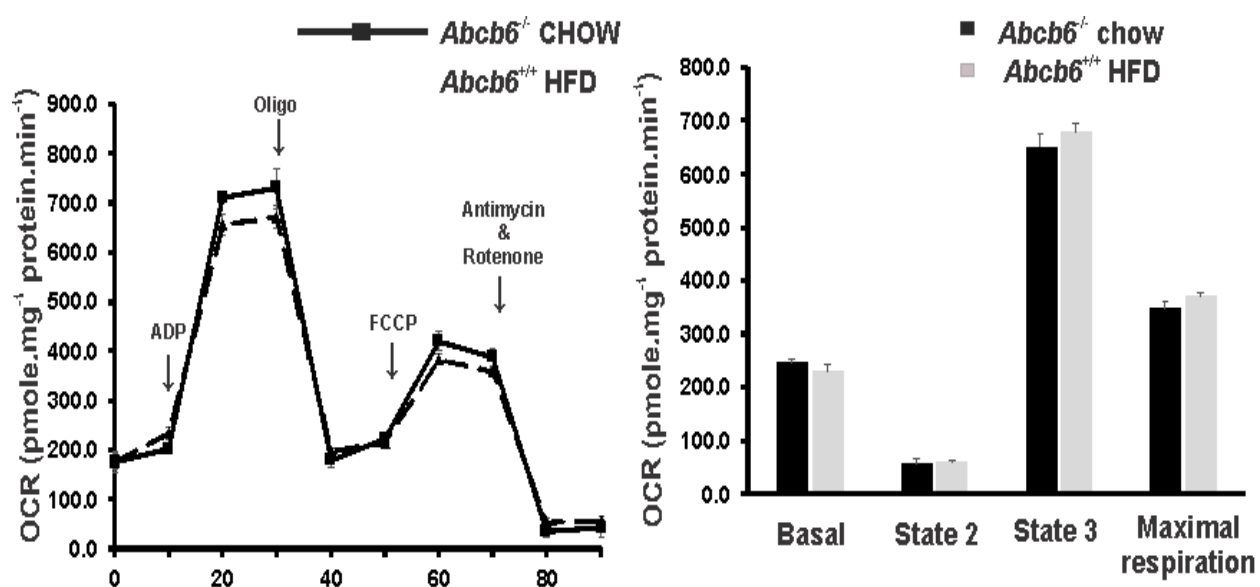 Abcb6-/- CHOW
Abcb6+/+ HFD
OCR (pmole.mg⁻¹ protein.min⁻¹)
900.0
800.0
700.0
600.0
500.0
400.0
300.0
200.0
100.0
0.0
Oligo
ADP
FCCP
Antimycin
&
Rotenone
0 20 40 60 80
Abcb6-/- chow
Abcb6+/+ HFD
OCR (pmole.mg⁻¹ protein.min⁻¹)
800.0
700.0
600.0
500.0
400.0
300.0
200.0
100.0
0.0
Basal State 2 State 3 Maximal
respiration